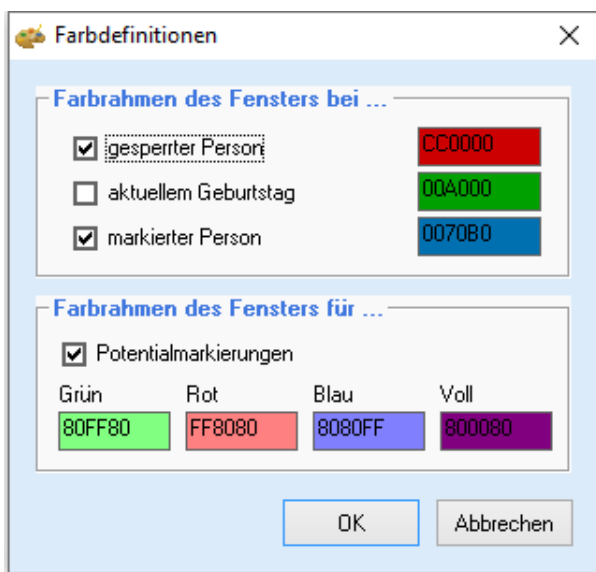 Farbdefinitionen
Farbrahmen des Fensters bei ...
gesperrter Person CC0000
aktuellem Geburtstag 00A000
markierter Person 0070B0
Farbrahmen des Fensters für ...
Potentialmarkierungen
Grün Rot Blau Voll
80FF80 FF8080 8080FF 800080
OK Abbrechen